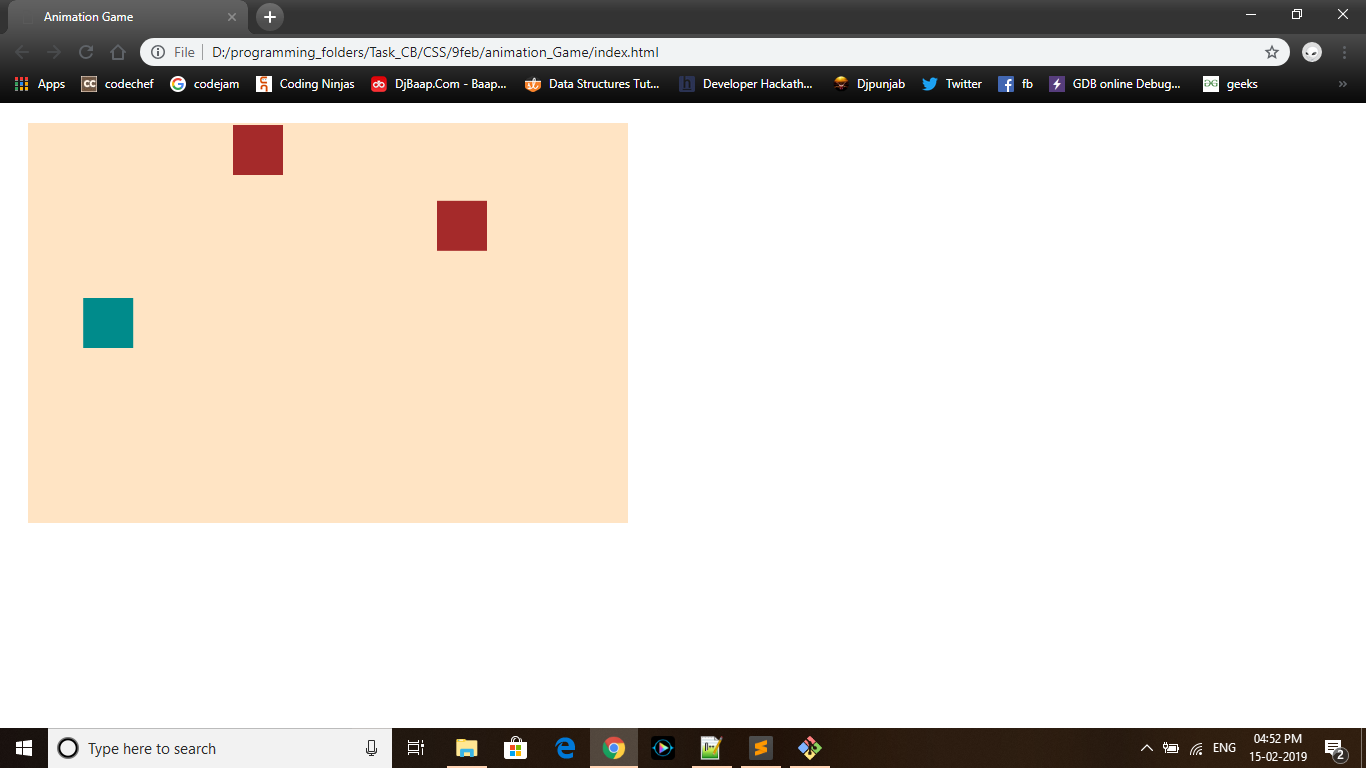 Animation Game
File D:/programming_folders/Task_CB/CSS/9feb/animation_Game/index.html
Apps CC codechef codejam Coding Ninjas DjBaap.Com - Baap... Data Structures Tut... Developer Hackath... Djpunjab Twitter fb GDB online Debug... geeks
Type here to search ENG 04:52 PM
15-02-2019 2